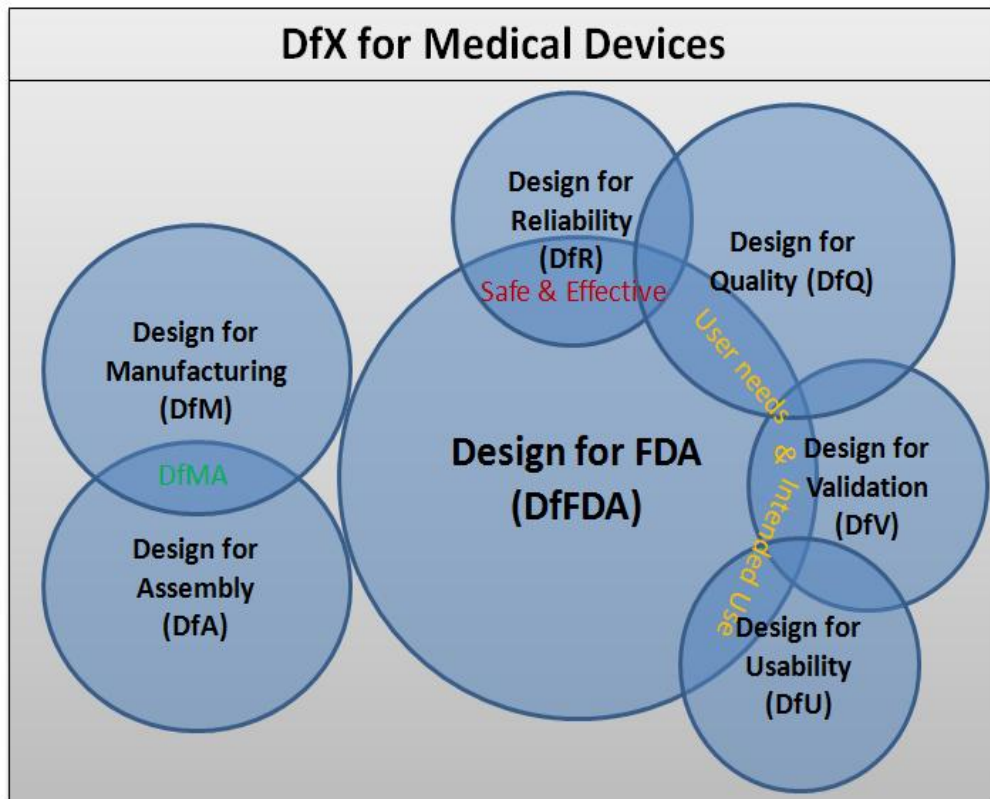 DfX for Medical Devices
Design for
Reliability
(DfR)
Safe & Effective
Design for
Quality (DfQ)
User needs & Intended Use
Design for
Manufacturing
(DfM)
DfMA
Design for
Assembly
(DfA)
Design for FDA
(DfFDA)
Design for
Validation
(DfV)
Design for
Usability
(DfU)